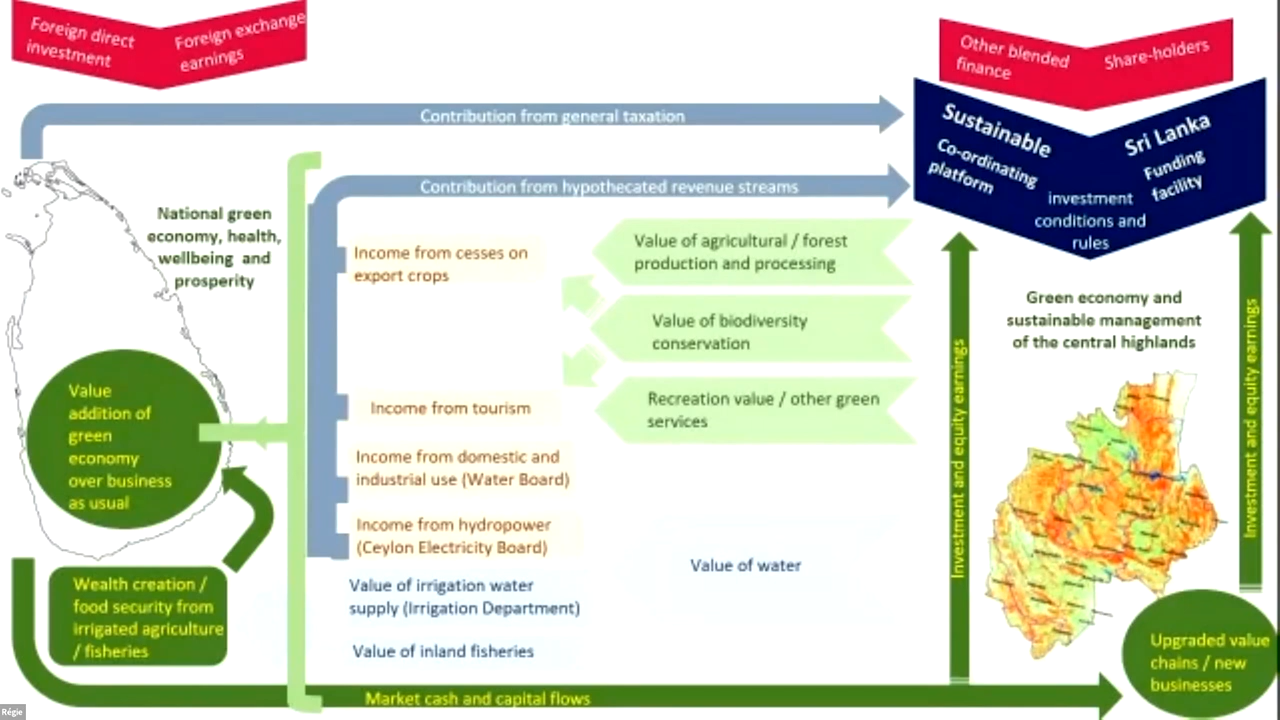 Foreign direct
investment
Foreign exchange
earnings
Other blended
finance
Share-holders
Contribution from general taxation
Sustainable
Sri Lanka
Co-ordinating
platform
Funding
facility
investment
conditions and
rules
Contribution from hypothecated revenue streams
National green
economy, health,
wellbeing and
prosperity
Income from cesses on
export crops
Value of agricultural / forest
production and processing
Value of biodiversity
conservation
Recreation value / other green
services
Income from tourism
Income from domestic and
industrial use (Water Board)
Income from hydropower
(Ceylon Electricity Board)
Value of irrigation water
supply (Irrigation Department)
Value of inland fisheries
Value of water
Value
addition of
green
economy
over business
as usual
Wealth creation /
food security from
irrigated agriculture
/ fisheries
Market cash and capital flows
Investment and equity earnings
Green economy and
sustainable management
of the central highlands
Investment and equity earnings
Upgraded value
chains / new
businesses
Régie